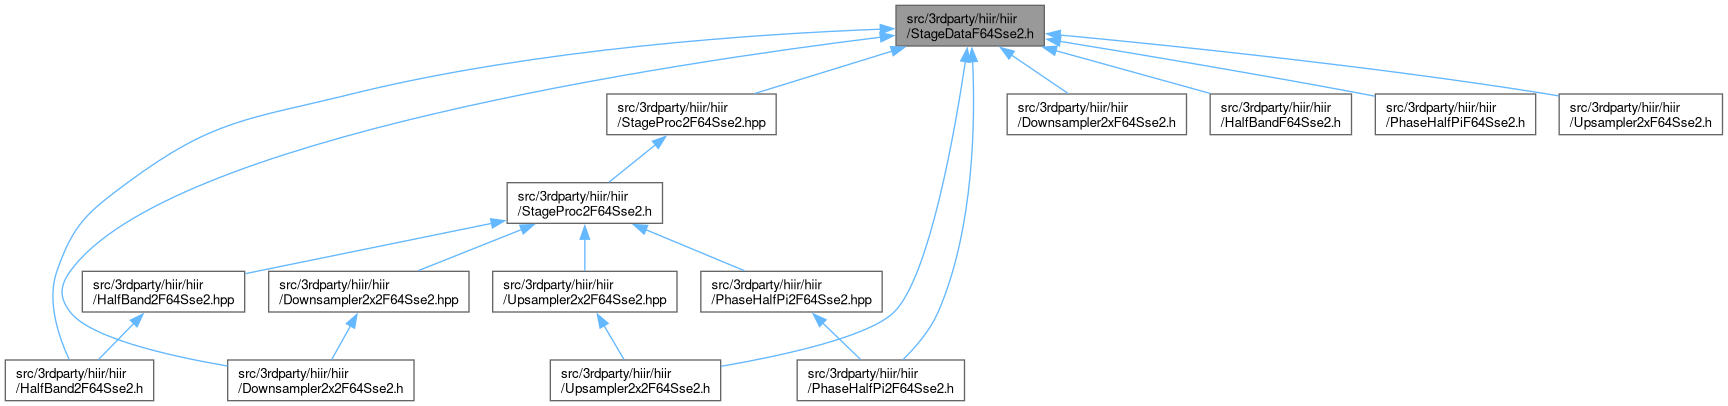 src/3rdparty/hiir/hiir
/StageDataF64Sse2.h
src/3rdparty/hiir/hiir
/StageProc2F64Sse2.hpp
src/3rdparty/hiir/hiir
/Downsampler2xF64Sse2.h
src/3rdparty/hiir/hiir
/HalfBandF64Sse2.h
src/3rdparty/hiir/hiir
/PhaseHalfPiF64Sse2.h
src/3rdparty/hiir/hiir
/Upsampler2xF64Sse2.h
src/3rdparty/hiir/hiir
/StageProc2F64Sse2.h
src/3rdparty/hiir/hiir
/HalfBand2F64Sse2.hpp
src/3rdparty/hiir/hiir
/Downsampler2x2F64Sse2.hpp
src/3rdparty/hiir/hiir
/Upsampler2x2F64Sse2.hpp
src/3rdparty/hiir/hiir
/PhaseHalfPi2F64Sse2.hpp
src/3rdparty/hiir/hiir
/HalfBand2F64Sse2.h
src/3rdparty/hiir/hiir
/Downsampler2x2F64Sse2.h
src/3rdparty/hiir/hiir
/Upsampler2x2F64Sse2.h
src/3rdparty/hiir/hiir
/PhaseHalfPi2F64Sse2.h